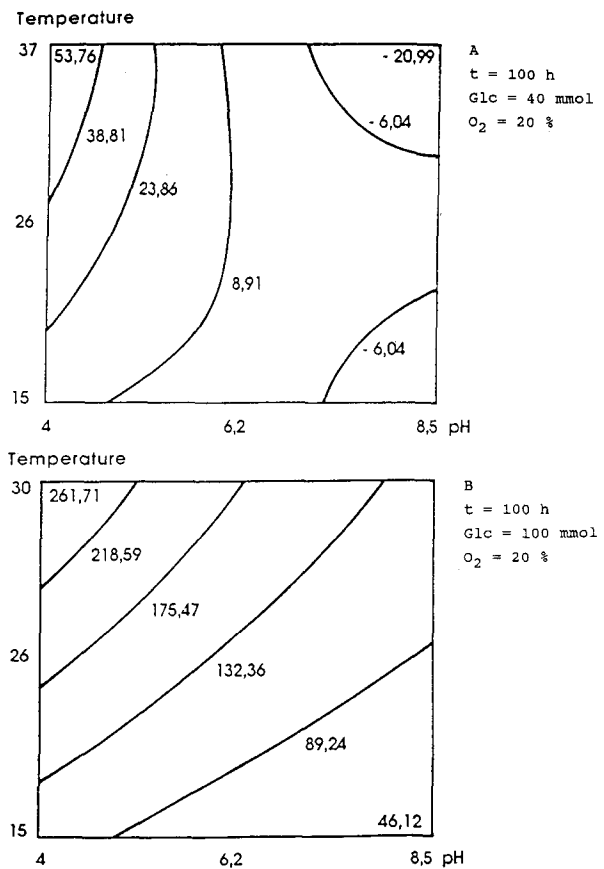 Temperature
37
53,76
- 20,99
A
t = 100 h
Glc = 40 mmol
O2 = 20 %
- 6,04
38,81
23,86
26
8,91
- 6,04
15
4
6,2
8,5 pH
Temperature
30
261,71
B
t = 100 h
Glc = 100 mmol
O2 = 20 %
218,59
175,47
26
132,36
89,24
46,12
15
4
6,2
8,5 pH